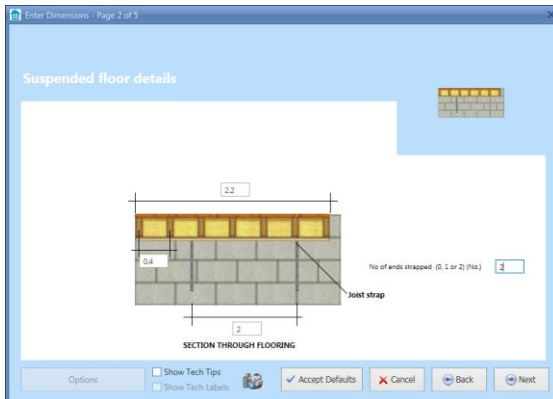 Enter Dimensions - Page 2 of 5
Suspended floor details
2.2
0.4
No of ends strapped (0, 1 or 2) (No.) 2
Joist strap
2
SECTION THROUGH FLOORING
Options
Show Tech Tips
Show Tech Labels
Accept Defaults
Cancel
Back
Next